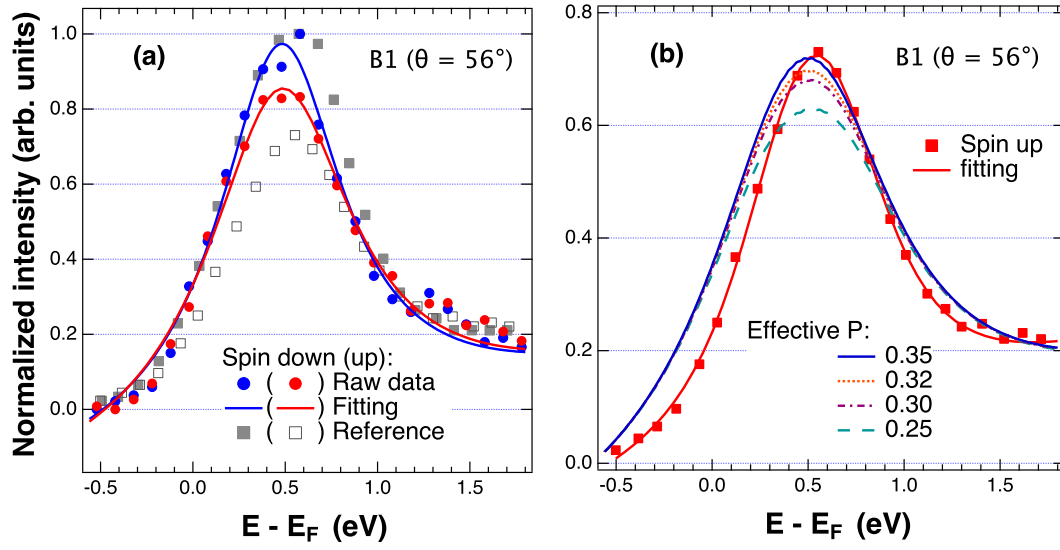 (a)
B1 (θ = 56°)
Normalized intensity (arb. units)
1.0
0.8
0.6
0.4
0.2
0.0
Spin down (up):
( ) Raw data
( ) Fitting
( ) Reference
-0.5 0.0 0.5 1.0 1.5
E - EF (eV)
(b)
B1 (θ = 56°)
0.8
0.6
0.4
0.2
0.0
Spin up
fitting
Effective P:
0.35
0.32
0.30
0.25
-0.5 0.0 0.5 1.0 1.5
E - EF (eV)